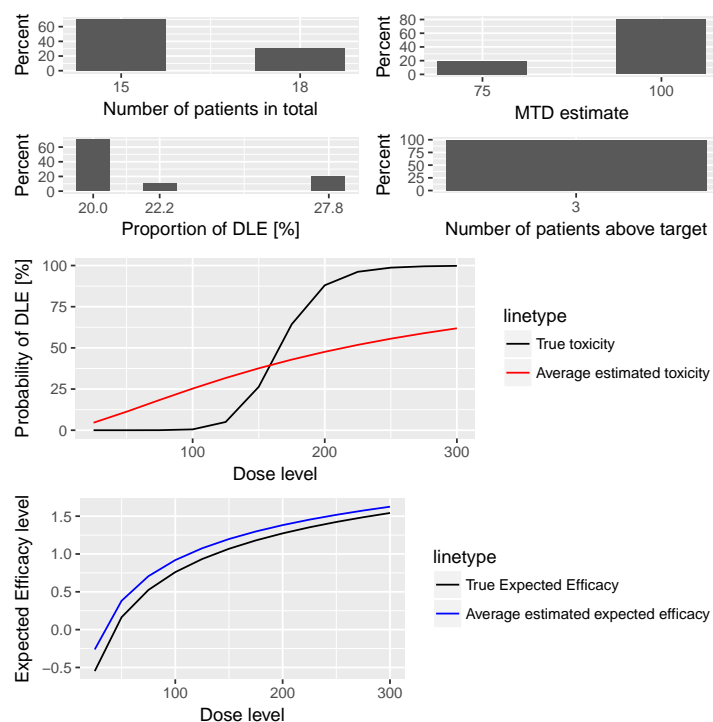 Percent
60
40
20
0
15
18
Number of patients in total
Percent
80
60
40
20
0
75
100
MTD estimate
Percent
60
40
20
0
20.0
22.2
27.8
Proportion of DLE [%]
Percent
100
75
50
25
0
3
Number of patients above target
Probability of DLE [%]
100
75
50
25
0
100
200
300
Dose level
linetype
True toxicity
Average estimated toxicity
Expected Efficacy level
1.5
1.0
0.5
0.0
−0.5
100
200
300
Dose level
linetype
True Expected Efficacy
Average estimated expected efficacy